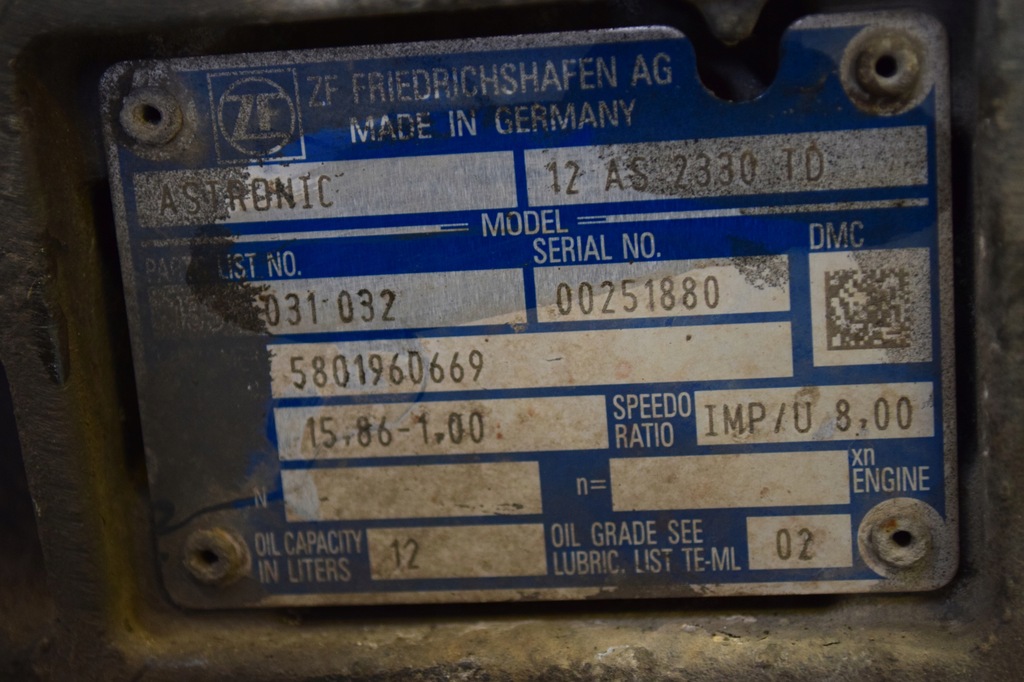 ZF ZF FRIEDRICHSHAFEN AG
MADE IN GERMANY
ASTRONIC 12 AS 2330 TD
MODEL
PARTS LIST NO. SERIAL NO. DMC
031 032 00251880
5801960669
15,86-1,00 SPEEDO RATIO IMP/U 8,00
N - n= xn ENGINE
OIL CAPACITY IN LITERS 12 OIL GRADE SEE LUBRIC. LIST TE-ML 02